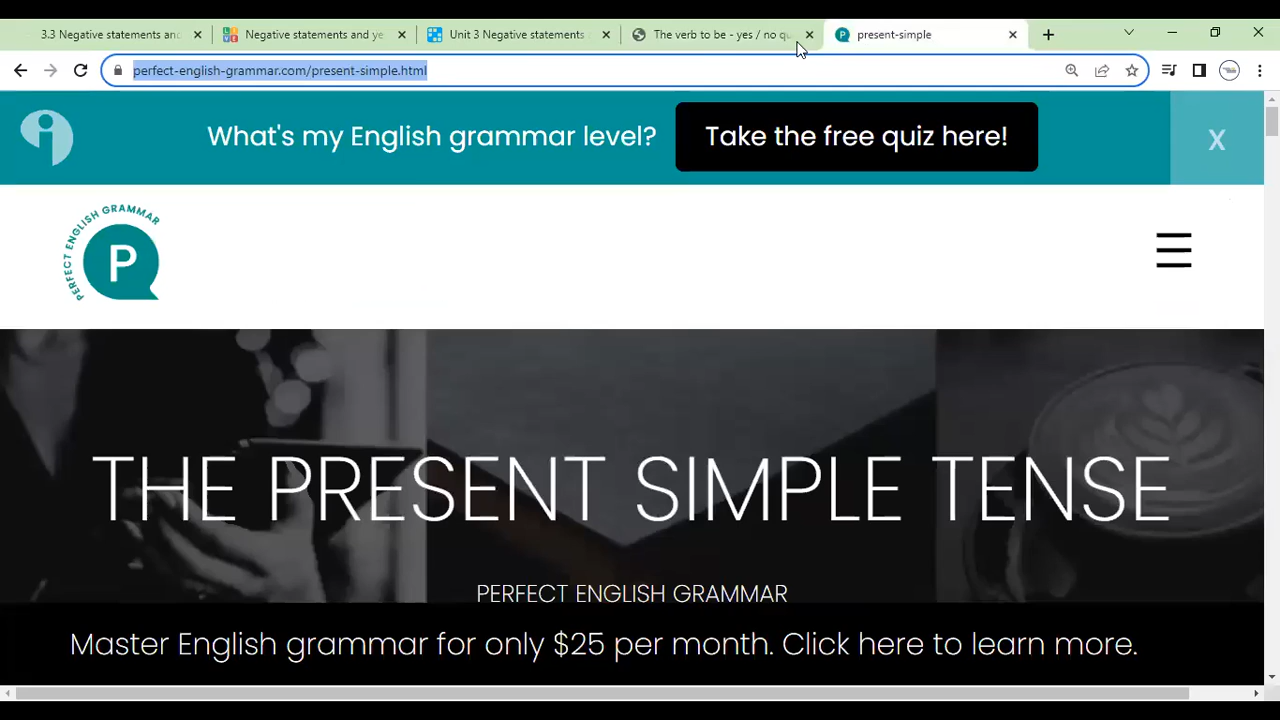 3.3 Negative statements an
Negative statements and ye
Unit 3 Negative statements
The verb to be - yes / no qu
present-simple
perfect-english-grammar.com/present-simple.html
What's my English grammar level?
Take the free quiz here!
X
PERFECT ENGLISH GRAMMAR
P
THE PRESENT SIMPLE TENSE
PERFECT ENGLISH GRAMMAR
Master English grammar for only $25 per month. Click here to learn more.